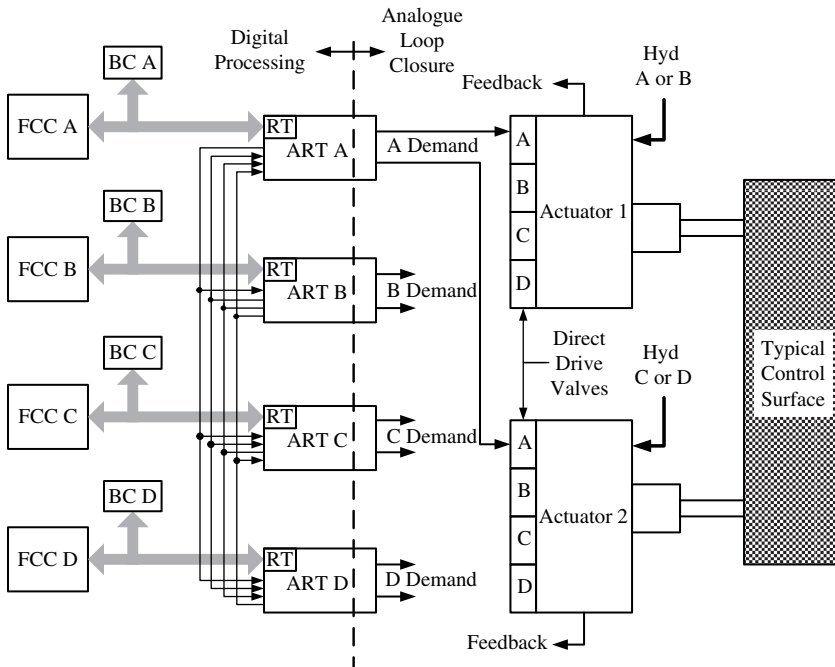 Digital
Processing
Analogue
Loop
Closure
BC A
FCC A
RT
ART A
A Demand
BC B
FCC B
RT
ART B
B Demand
BC C
FCC C
RT
ART C
C Demand
BC D
FCC D
RT
ART D
D Demand
Feedback
Hyd
A or B
A
B
C
D
Actuator 1
Direct
Drive
Valves
Hyd
C or D
A
B
C
D
Actuator 2
Feedback
Typical
Control
Surface